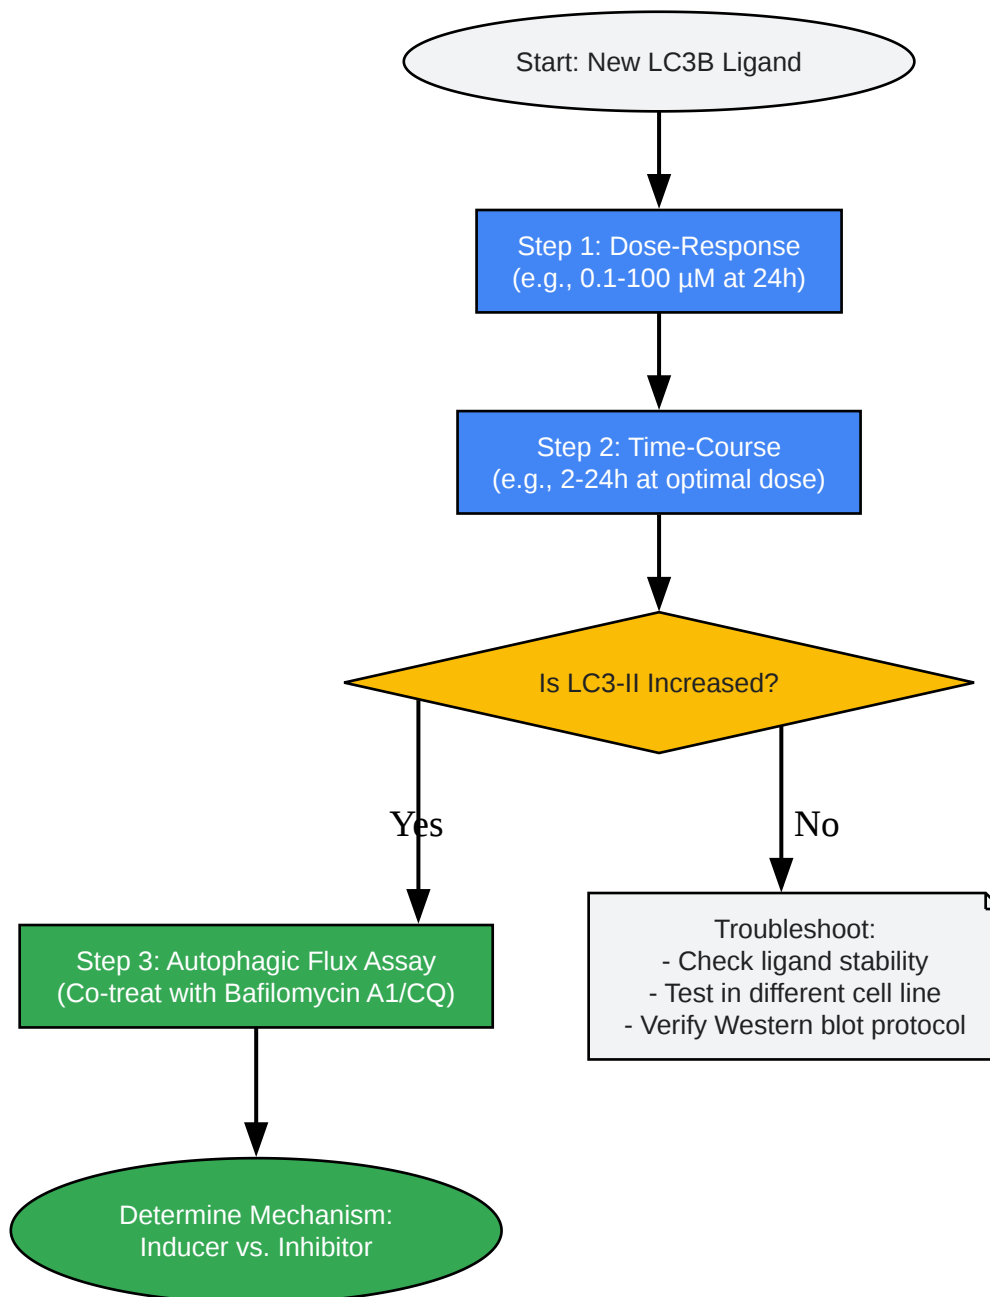 Start: New LC3B Ligand
Step 1: Dose-Response
(e.g., 0.1-100 µM at 24h)
Step 2: Time-Course
(e.g., 2-24h at optimal dose)
Is LC3-II Increased?
Yes
No
Step 3: Autophagic Flux Assay
(Co-treat with Bafilomycin A1/CQ)
Troubleshoot:
- Check ligand stability
- Test in different cell line
- Verify Western blot protocol
Determine Mechanism:
Inducer vs. Inhibitor